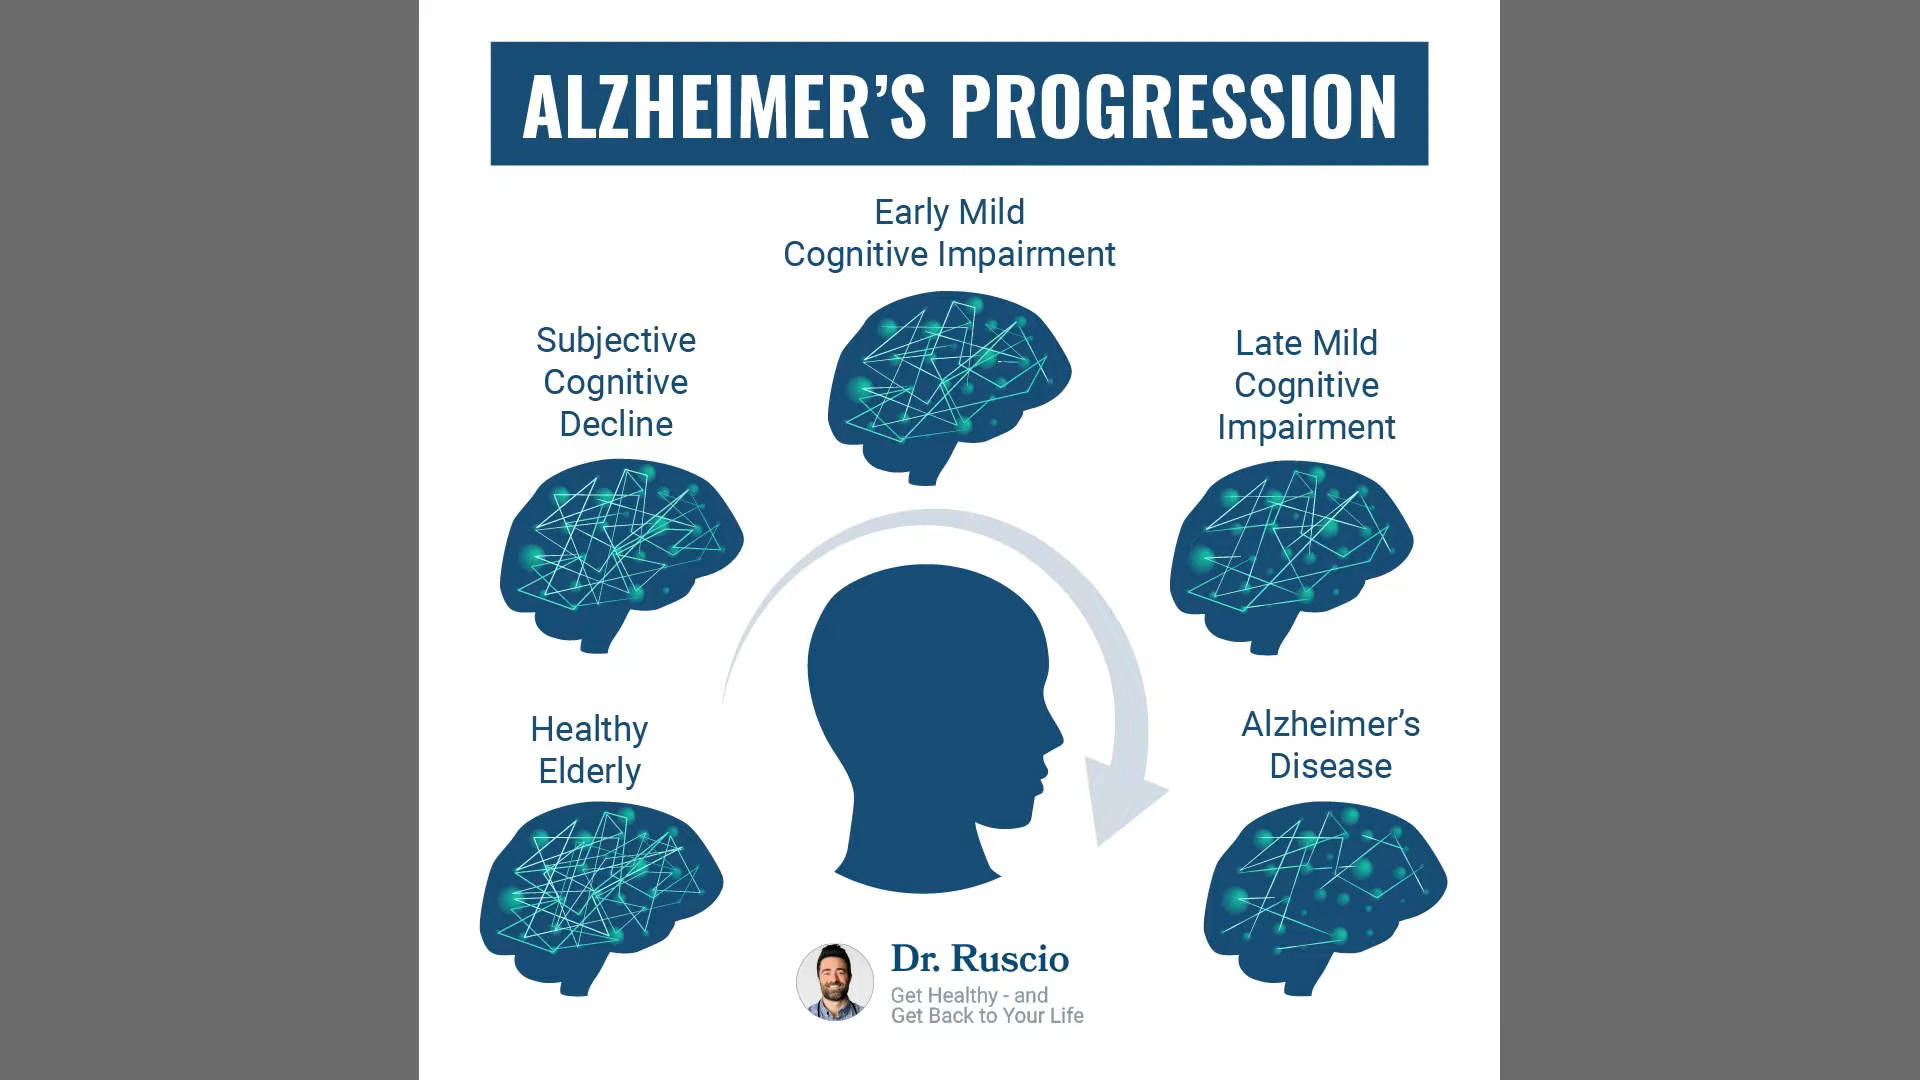 ALZHEIMER’S PROGRESSION
Early Mild
Cognitive Impairment
Subjective
Cognitive
Decline
Late Mild
Cognitive
Impairment
Healthy
Elderly
Alzheimer’s
Disease
Dr. Ruscio
Get Healthy - and
Get Back to Your Life